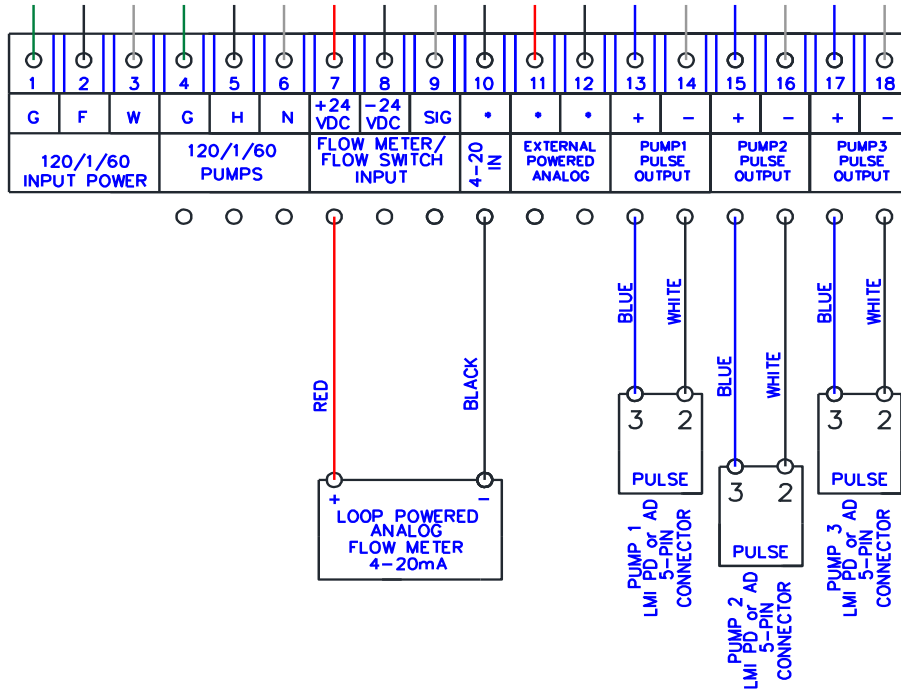 1 2 3 4 5 6 7 8 9 10 11 12 13 14 15 16 17 18
G F W G H N +24 VDC -24 VDC SIG * * * + - + - + -
120/1/60
INPUT POWER
120/1/60
PUMPS
FLOW METER/
FLOW SWITCH
INPUT
4-20
IN
EXTERNAL
POWERED
ANALOG
PUMP1
PULSE
OUTPUT
PUMP2
PULSE
OUTPUT
PUMP3
PULSE
OUTPUT
RED
BLACK
BLUE
WHITE
BLUE
WHITE
BLUE
WHITE
+ -
LOOP POWERED
ANALOG
FLOW METER
4-20mA
3 2
PULSE
PUMP 1
LMI PD or AD
5-PIN
CONNECTOR
3 2
PULSE
PUMP 2
LMI PD or AD
5-PIN
CONNECTOR
3 2
PULSE
PUMP 3
LMI PD or AD
5-PIN
CONNECTOR